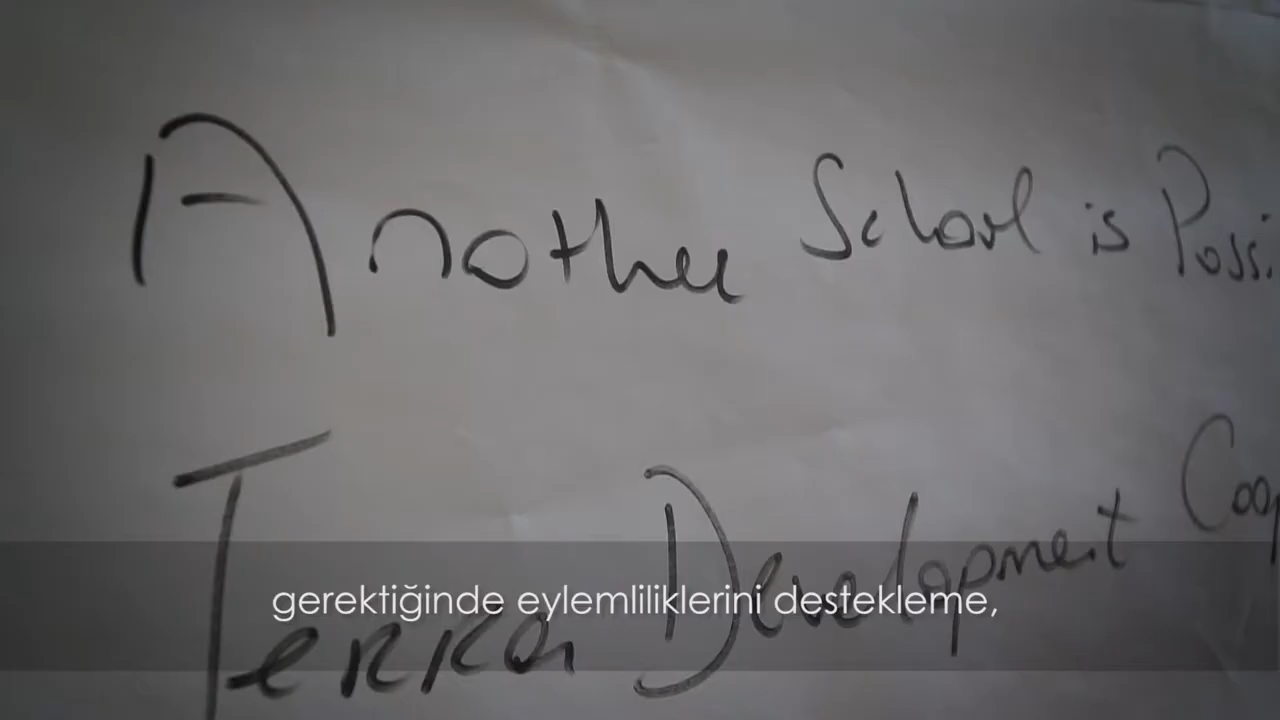 Another School is Possi
Terra Development Coop
gerektiğinde eylemliliklerini destekleme,